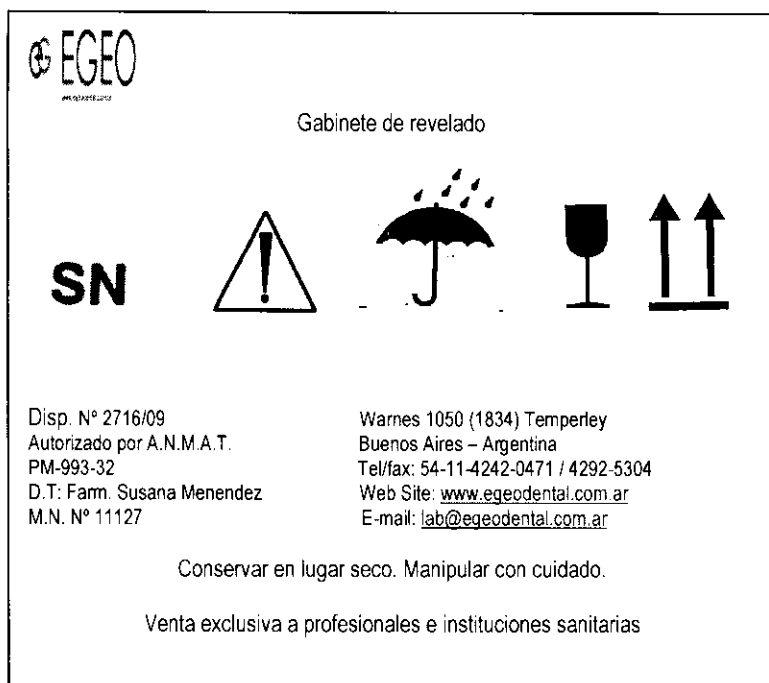 EGEO
Gabinete de revelado
SN
Disp. Nº 2716/09
Autorizado por A.N.M.A.T.
PM-993-32
D.T: Farm. Susana Menendez
M.N. Nº 11127
Warnes 1050 (1834) Temperley
Buenos Aires – Argentina
Tel/fax: 54-11-4242-0471 / 4292-5304
Web Site: www.egeodental.com.ar
E-mail: lab@egeodental.com.ar
Conservar en lugar seco. Manipular con cuidado.
Venta exclusiva a profesionales e instituciones sanitarias